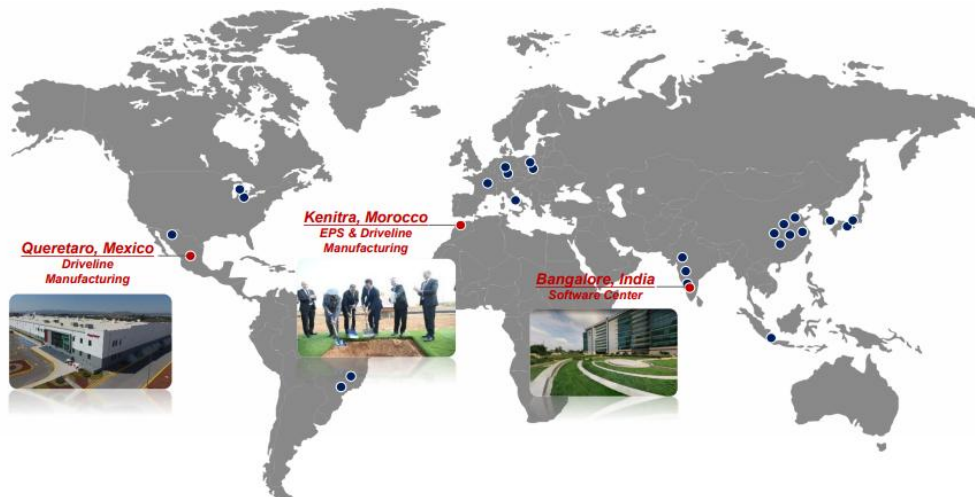 Queretaro, Mexico
Driveline
Manufacturing
Kenitra, Morocco
EPS & Driveline
Manufacturing
Bangalore, India
Software Center